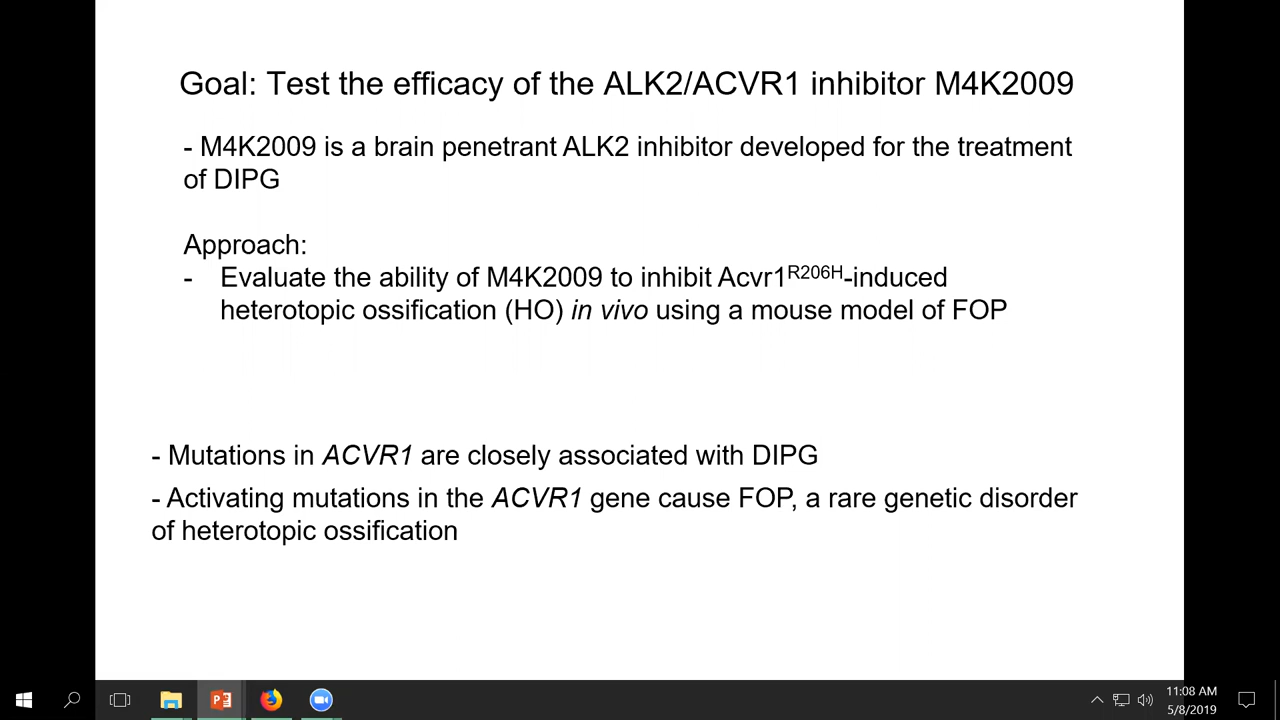 Goal: Test the efficacy of the ALK2/ACVR1 inhibitor M4K2009
- M4K2009 is a brain penetrant ALK2 inhibitor developed for the treatment
of DIPG
Approach:
- Evaluate the ability of M4K2009 to inhibit Acvr1R206H-induced
heterotopic ossification (HO) in vivo using a mouse model of FOP
- Mutations in ACVR1 are closely associated with DIPG
- Activating mutations in the ACVR1 gene cause FOP, a rare genetic disorder
of heterotopic ossification
11:08 AM
5/8/2019